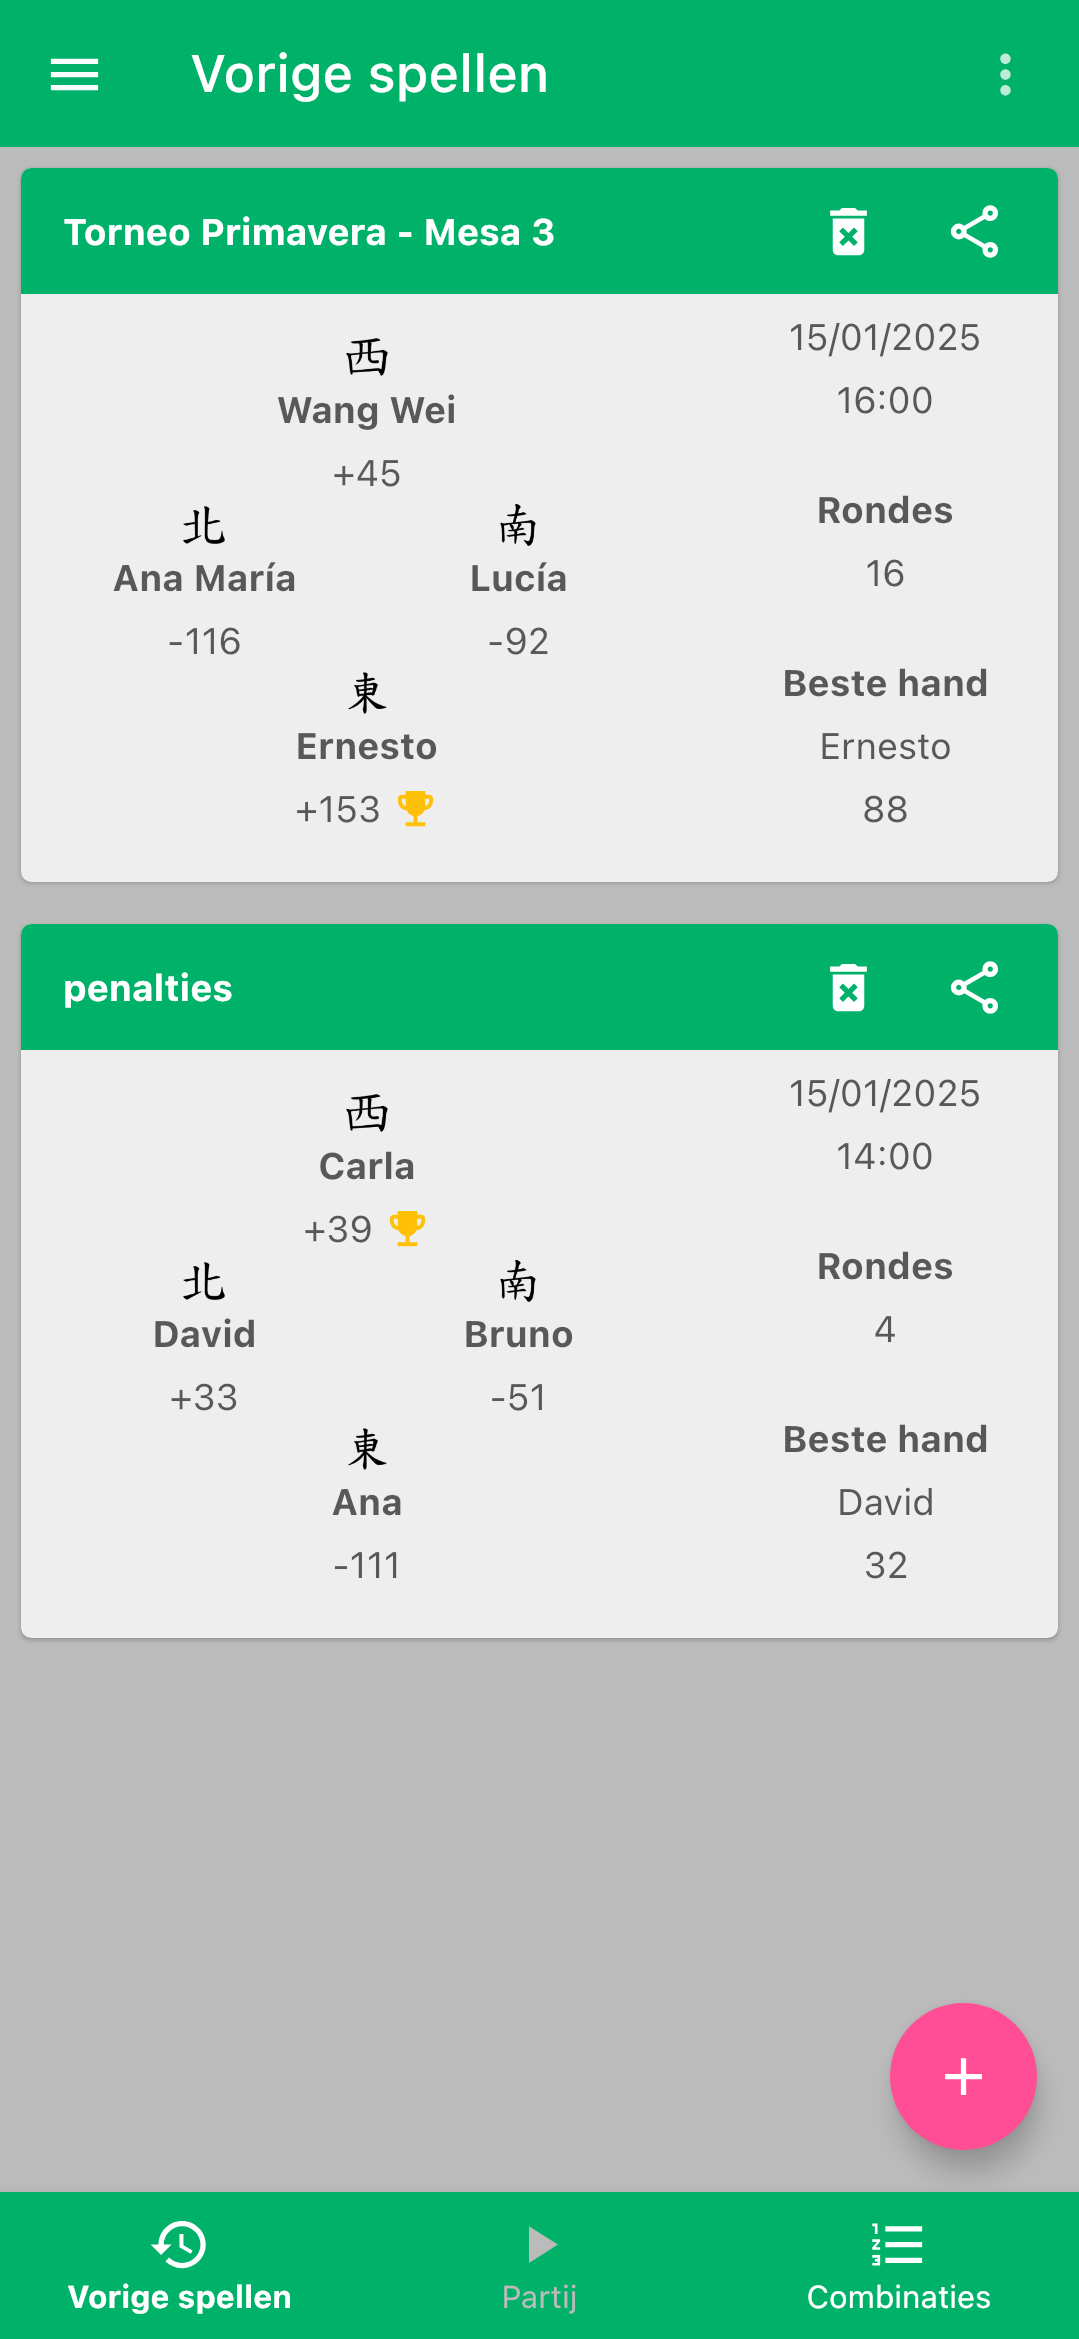 Vorige spellen
Torneo Primavera - Mesa 3
西
Wang Wei
+45
北
Ana María
-116
南
Lucía
-92
東
Ernesto
+153
15/01/2025
16:00
Rondes
16
Beste hand
Ernesto
88
penalties
西
Carla
+39
北
David
+33
南
Bruno
-51
東
Ana
-111
15/01/2025
14:00
Rondes
4
Beste hand
David
32
Vorige spellen
Partij
Combinaties